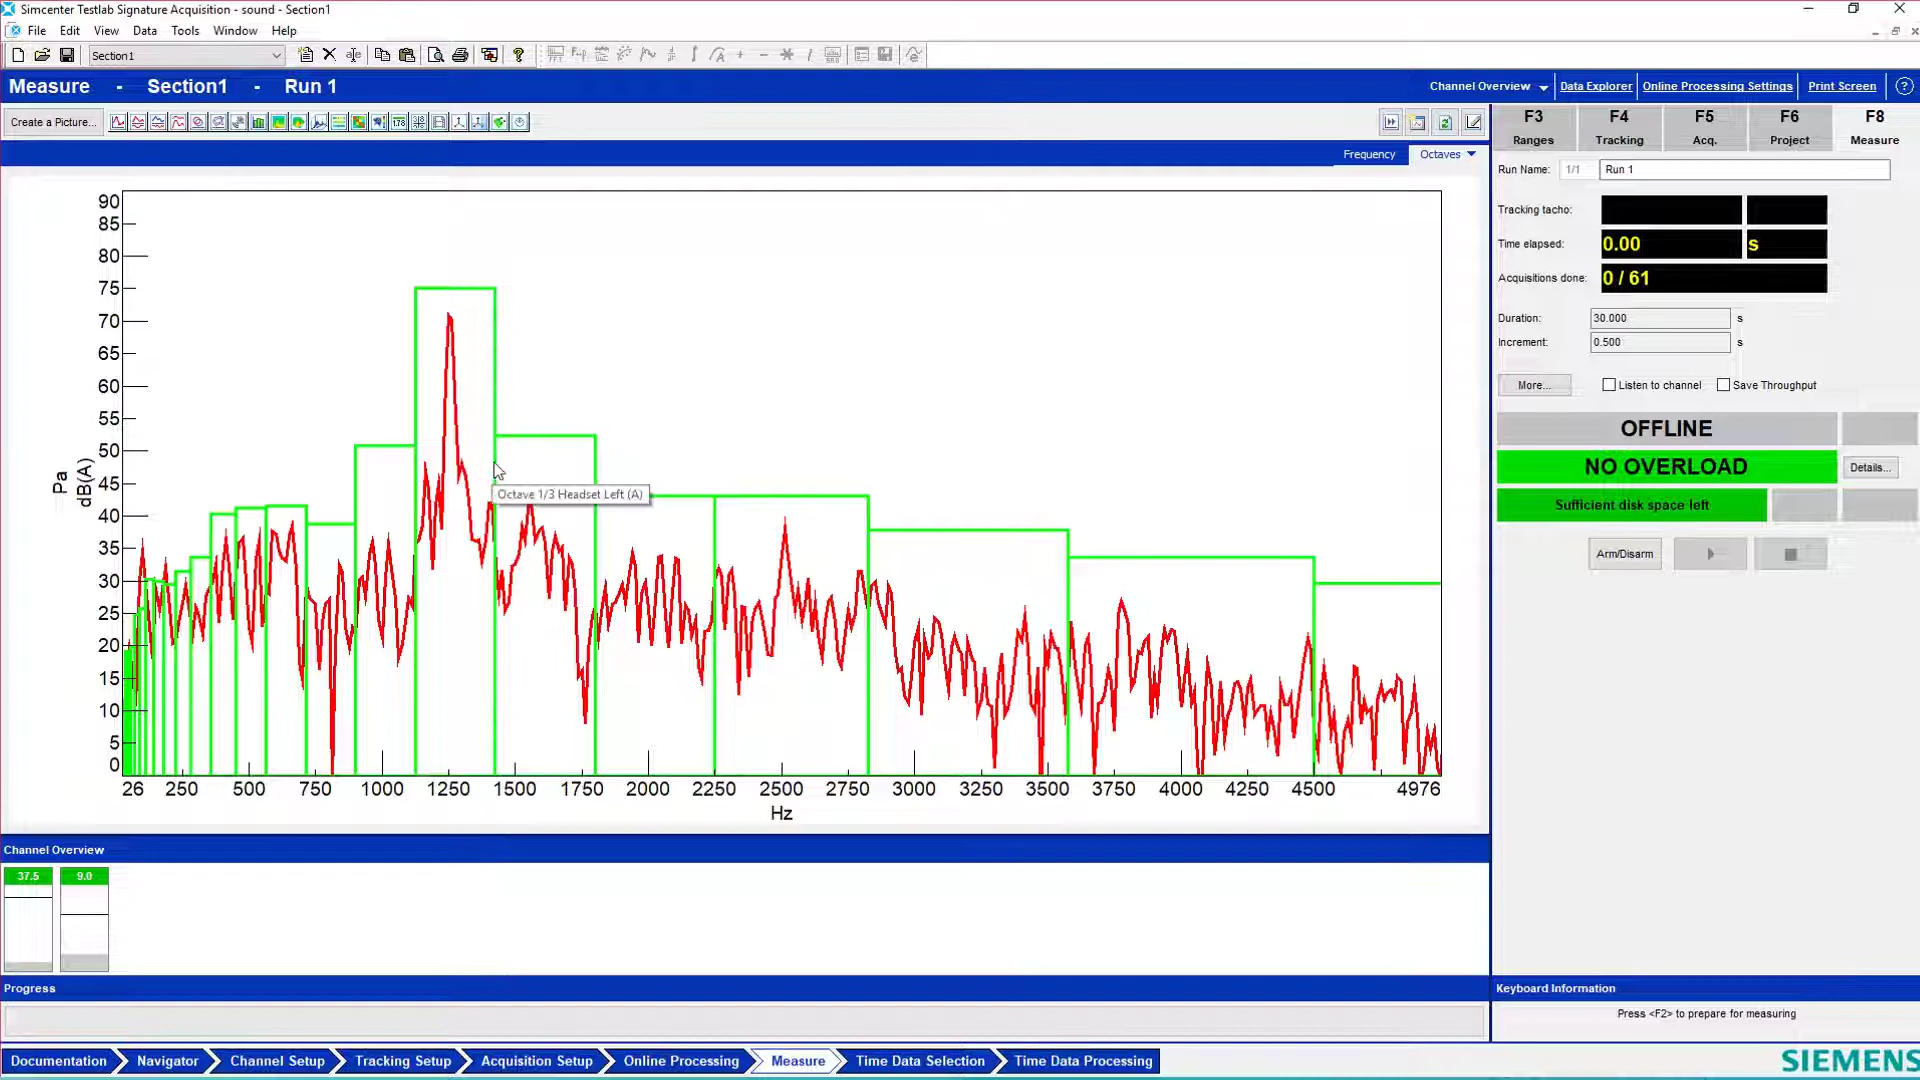 Simcenter Testlab Signature Acquisition - sound - Section1
File Edit View Data Tools Window Help
Section1
Measure - Section1 - Run 1
Channel Overview Data Explorer Online Processing Settings Print Screen ?
Create a Picture...
F3 F4 F5 F6 F8
Ranges Tracking Acq. Project Measure
Frequency Octaves
Run Name: 1/1 Run 1
Tracking tacho:
Time elapsed: 0.00 s
Acquisitions done: 0 / 61
Duration: 30.000 s
Increment: 0.500 s
More... Listen to channel Save Throughput
OFFLINE
NO OVERLOAD Details...
Sufficient disk space left
Arm/Disarm
90
85
80
75
70
65
60
55
50
45
40
35
30
25
20
15
10
5
0
Pa
dB(A)
Octave 1/3 Headset Left (A)
26 250 500 750 1000 1250 1500 1750 2000 2250 2500 2750 3000 3250 3500 3750 4000 4250 4500 4976
Hz
Channel Overview
37.5 9.0
Progress
Keyboard Information
Press <F2> to prepare for measuring
Documentation Navigator Channel Setup Tracking Setup Acquisition Setup Online Processing Measure Time Data Selection Time Data Processing
SIEMENS